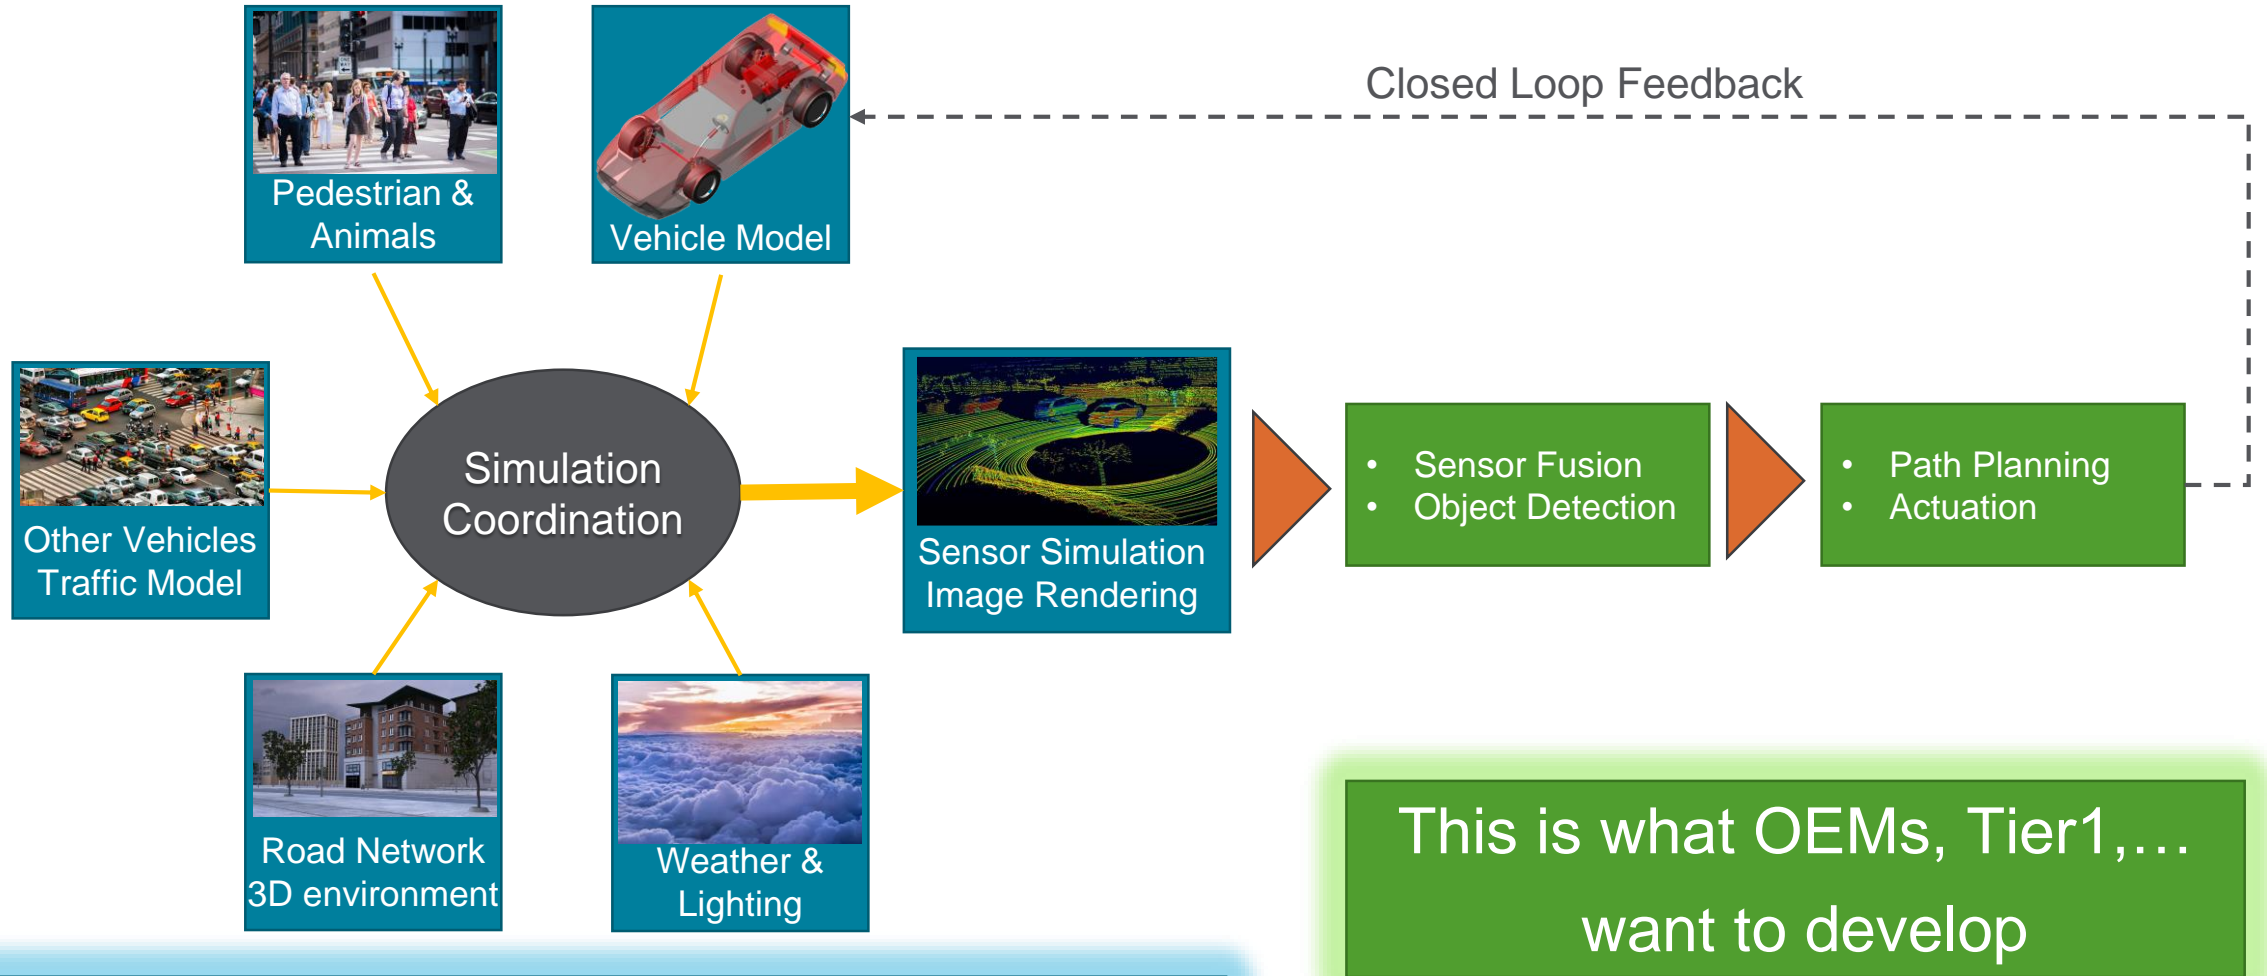 Closed Loop Feedback
Pedestrian &
Animals
Vehicle Model
Other Vehicles
Traffic Model
Simulation
Coordination
Sensor Simulation
Image Rendering
• Sensor Fusion
• Object Detection
• Path Planning
• Actuation
Road Network
3D environment
Weather &
Lighting
This is what OEMs, Tier1,…
want to develop